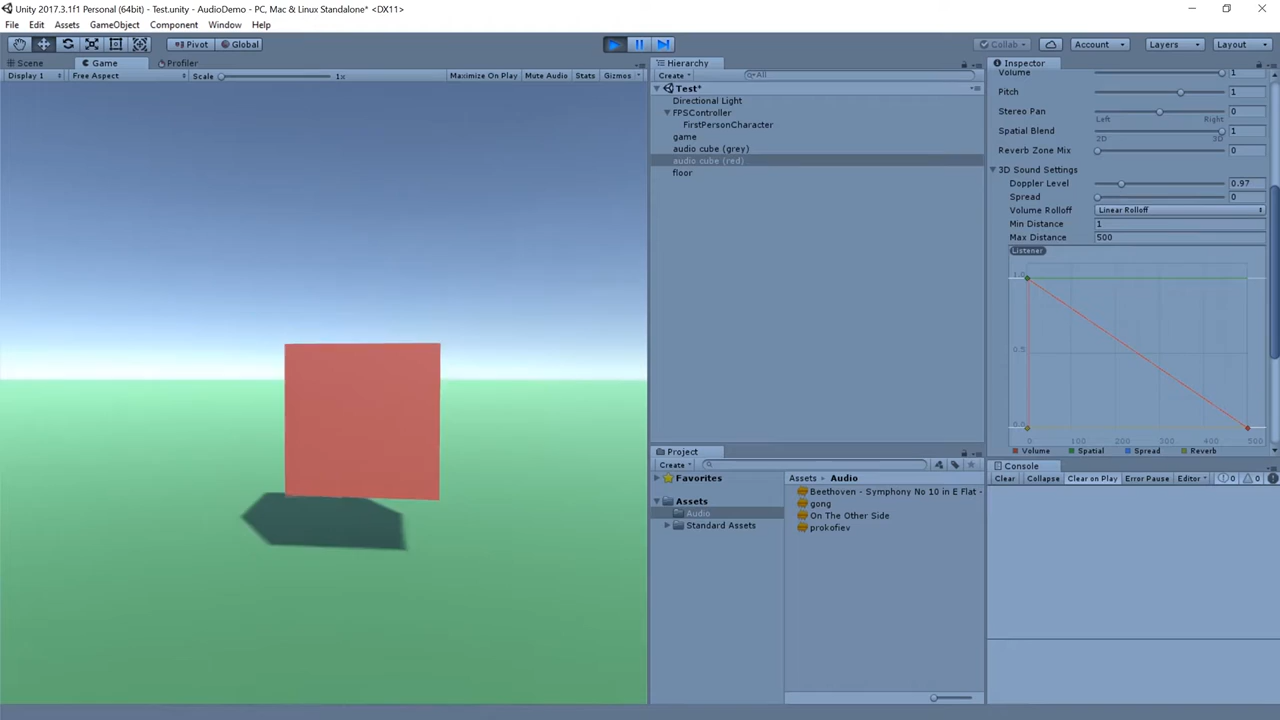 Unity 2017.3.1f1 Personal (64bit) - Test.unity - AudioDemo - PC, Mac & Linux Standalone* <DX11>
File Edit Assets GameObject Component Window Help
Pivot Global Collab Account Layers Layout
Scene Game Profiler
Display 1 Free Aspect Scale 1x Maximize On Play Mute Audio Stats Gizmos
Hierarchy
Create All
Test*
Directional Light
FPSController
FirstPersonCharacter
game
audio cube (grey)
audio cube (red)
floor
Project
Create
Favorites
Assets
Audio
Standard Assets
Assets Audio
Beethoven - Symphony No 10 in E Flat -
gong
On The Other Side
prokofiev
Inspector
Volume 1
Pitch 1
Stereo Pan 0
Left Right
Spatial Blend 1
2D 3D
Reverb Zone Mix 0
3D Sound Settings
Doppler Level 0.97
Spread 0
Volume Rolloff Linear Rolloff
Min Distance 1
Max Distance 500
Listener
1.0
0.5
0.0
0 100 200 300 400 500
Volume Spatial Spread Reverb
Console
Clear Collapse Clear on Play Error Pause Editor 0 0 0